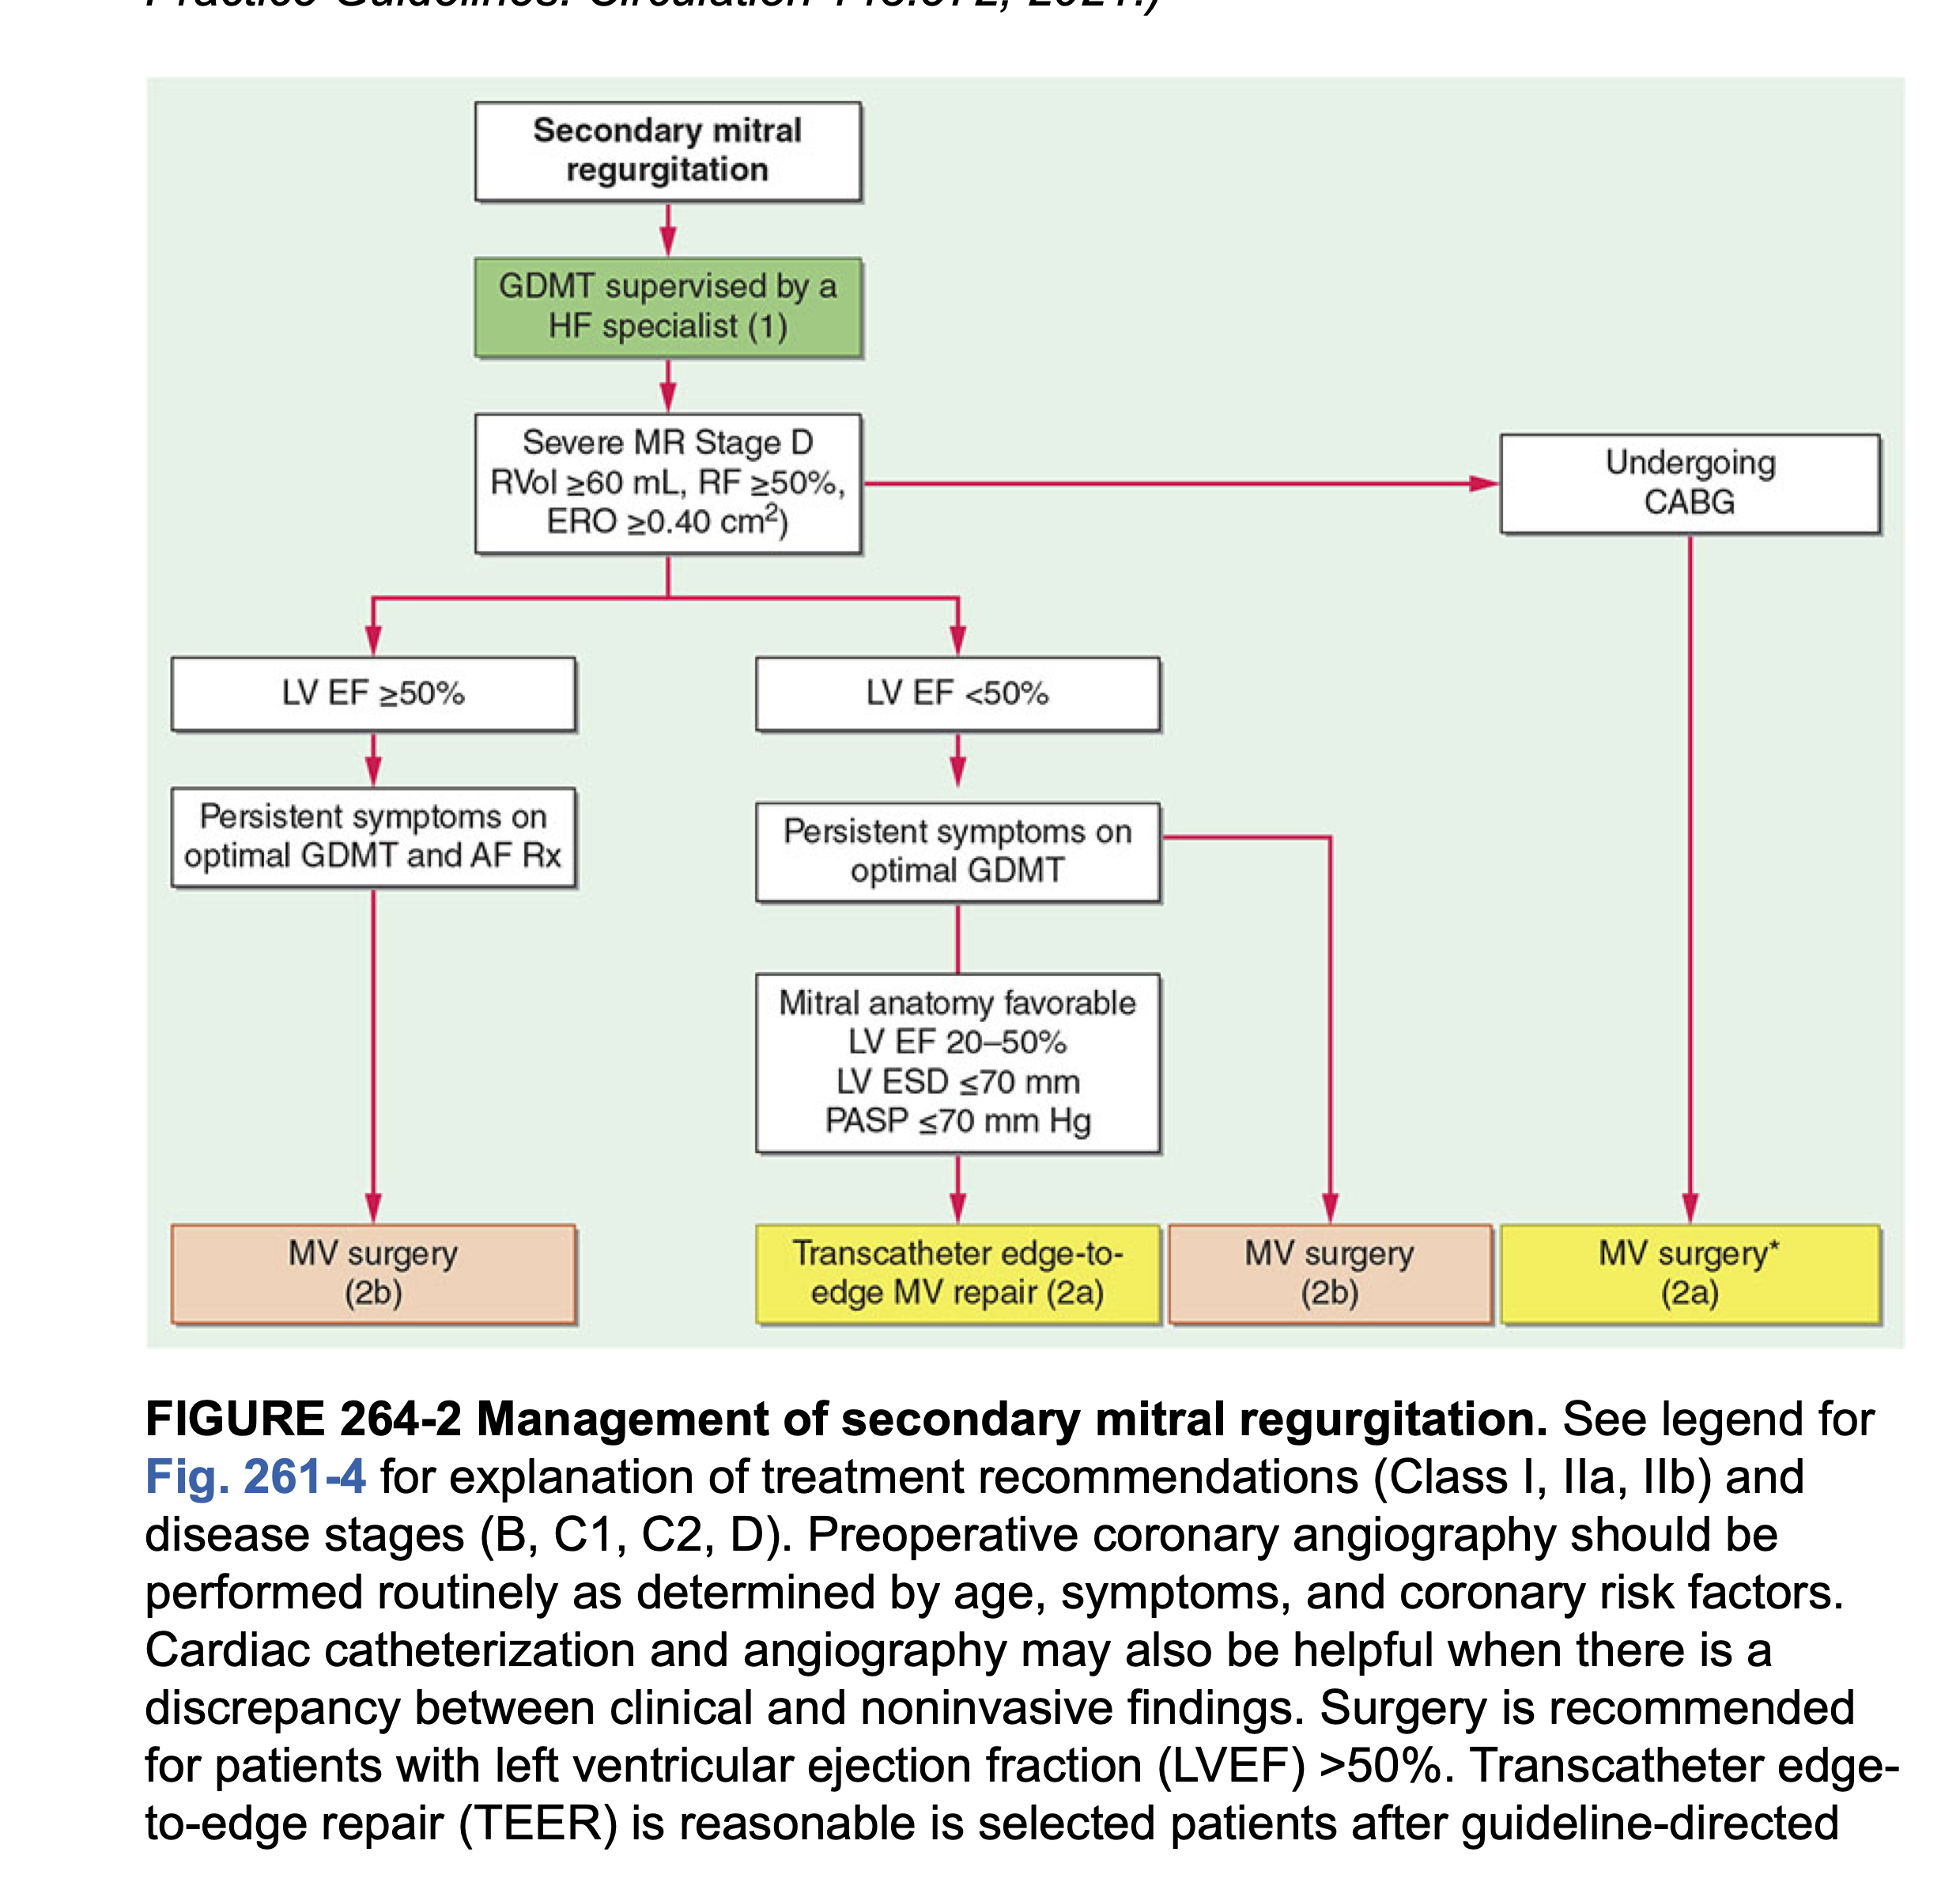 Secondary mitral
regurgitation
GDMT supervised by a
HF specialist (1)
Severe MR Stage D
RVol ≥60 mL, RF ≥50%,
ERO ≥0.40 cm²)
Undergoing
CABG
LV EF ≥50%
LV EF <50%
Persistent symptoms on
optimal GDMT and AF Rx
Persistent symptoms on
optimal GDMT
Mitral anatomy favorable
LV EF 20–50%
LV ESD ≤70 mm
PASP ≤70 mm Hg
MV surgery
(2b)
Transcatheter edge-to-
edge MV repair (2a)
MV surgery
(2b)
MV surgery*
(2a)
FIGURE 264-2 Management of secondary mitral regurgitation. See legend for
Fig. 261-4 for explanation of treatment recommendations (Class I, IIa, IIb) and
disease stages (B, C1, C2, D). Preoperative coronary angiography should be
performed routinely as determined by age, symptoms, and coronary risk factors.
Cardiac catheterization and angiography may also be helpful when there is a
discrepancy between clinical and noninvasive findings. Surgery is recommended
for patients with left ventricular ejection fraction (LVEF) >50%. Transcatheter edge-
to-edge repair (TEER) is reasonable is selected patients after guideline-directed